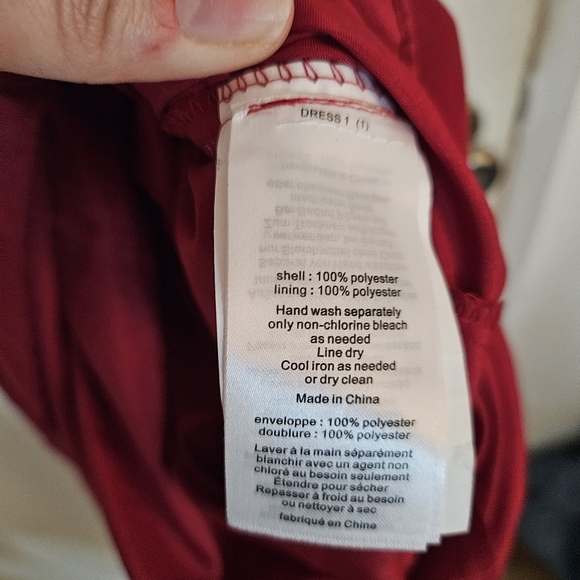 DRESS 1 (1)
shell : 100% polyester
lining : 100% polyester
Hand wash separately
only non-chlorine bleach
as needed
Line dry
Cool iron as needed
or dry clean
Made in China
enveloppe : 100% polyester
doublure : 100% polyester
Laver à la main séparément
blanchir avec un agent non
chloré au besoin seulement
Étendre pour sécher
Repasser à froid au besoin
ou nettoyer à sec
fabriqué en Chine